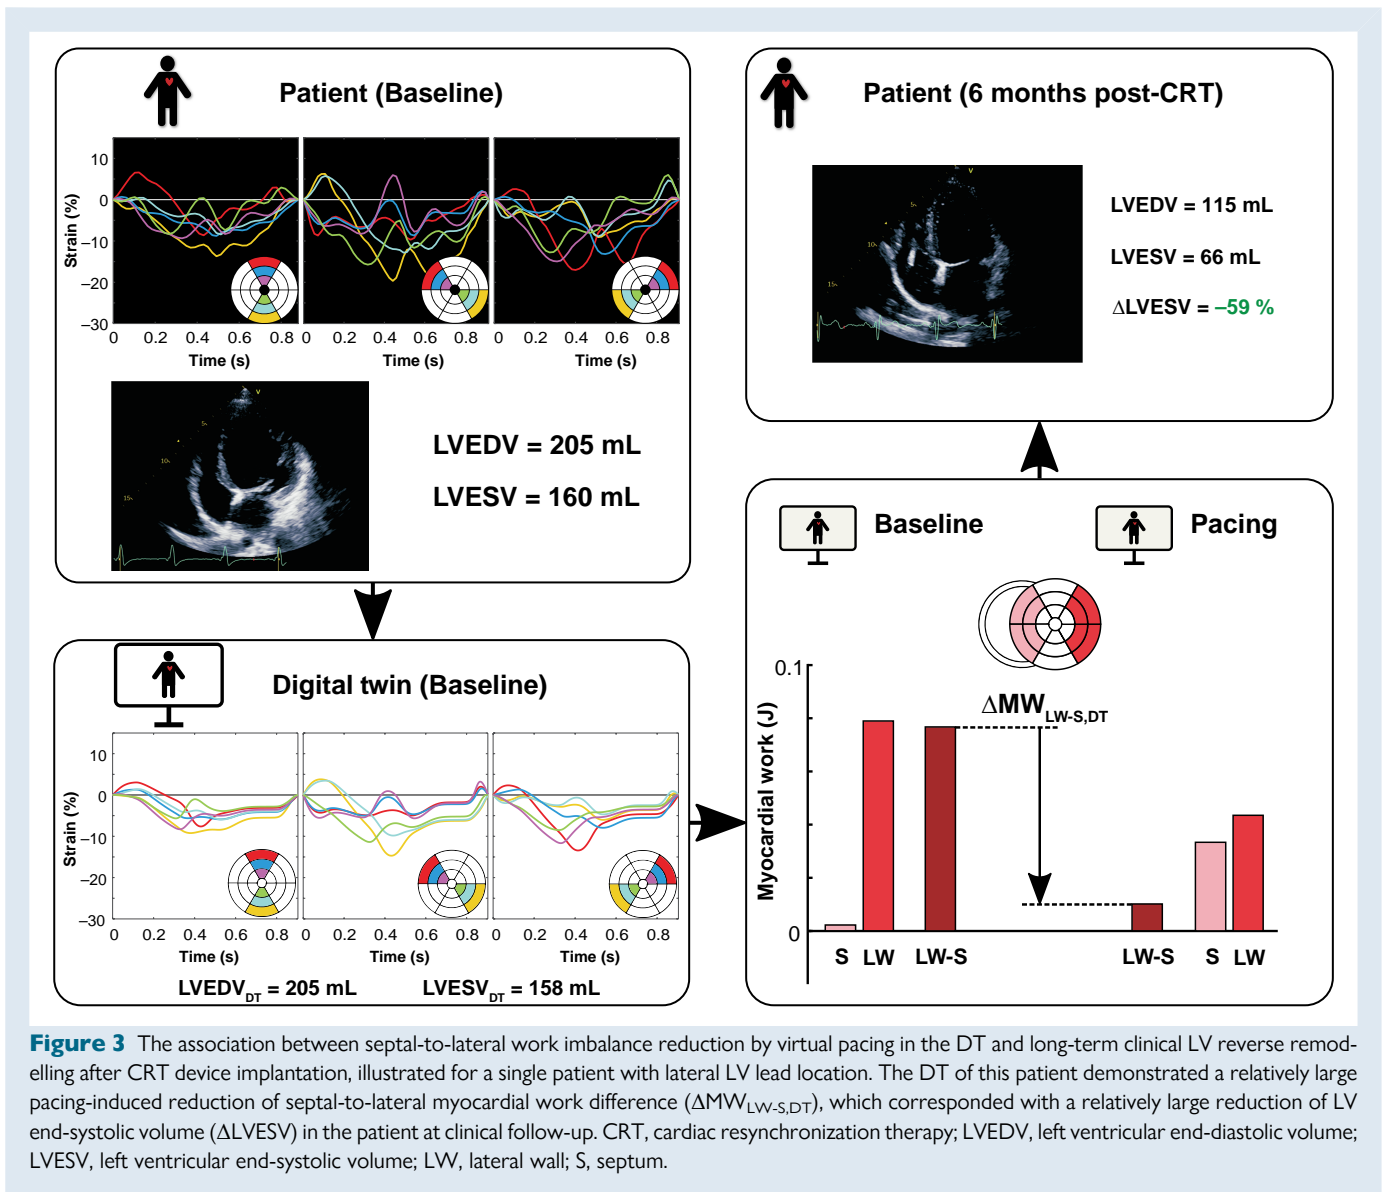 Patient (Baseline)
10
0
–10
–20
–30
Strain (%)
0 0.2 0.4 0.6 0.8
0 0.2 0.4 0.6 0.8
0 0.2 0.4 0.6 0.8
Time (s)
Time (s)
Time (s)
V
5
10
15
LVEDV = 205 mL
LVESV = 160 mL
Digital twin (Baseline)
10
0
–10
–20
–30
Strain (%)
0 0.2 0.4 0.6 0.8
0 0.2 0.4 0.6 0.8
0 0.2 0.4 0.6 0.8
Time (s)
Time (s)
Time (s)
LVEDVDT = 205 mL
LVESVDT = 158 mL
Patient (6 months post-CRT)
V
5
10
15
LVEDV = 115 mL
LVESV = 66 mL
ΔLVESV = –59 %
Baseline
Pacing
0.1
0
Myocardial work (J)
ΔMWLW-S,DT
S LW LW-S
LW-S S LW
Figure 3 The association between septal-to-lateral work imbalance reduction by virtual pacing in the DT and long-term clinical LV reverse remod-
elling after CRT device implantation, illustrated for a single patient with lateral LV lead location. The DT of this patient demonstrated a relatively large
pacing-induced reduction of septal-to-lateral myocardial work difference (ΔMWLW-S,DT), which corresponded with a relatively large reduction of LV
end-systolic volume (ΔLVESV) in the patient at clinical follow-up. CRT, cardiac resynchronization therapy; LVEDV, left ventricular end-diastolic volume;
LVESV, left ventricular end-systolic volume; LW, lateral wall; S, septum.